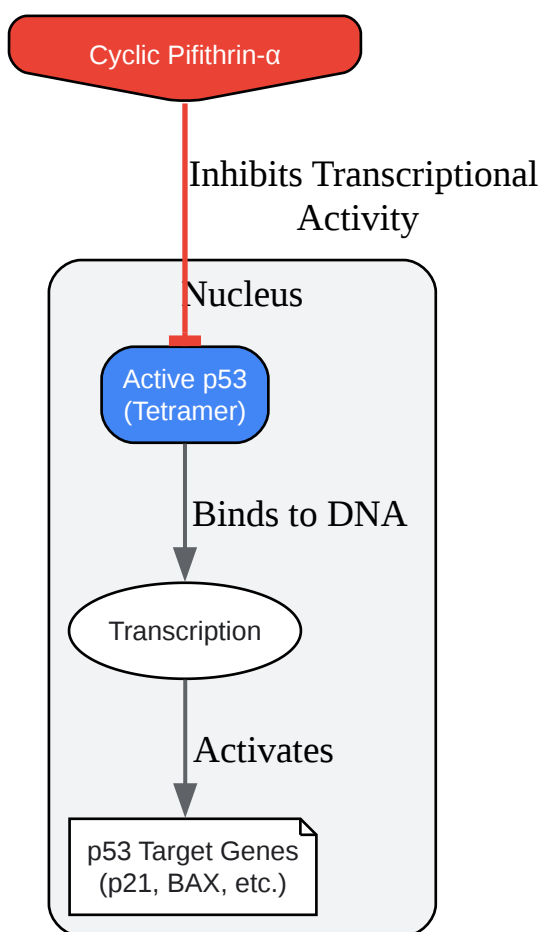 Cyclic Pifithrin-α
Inhibits Transcriptional
Activity
Nucleus
Active p53
(Tetramer)
Binds to DNA
Transcription
Activates
p53 Target Genes
(p21, BAX, etc.)